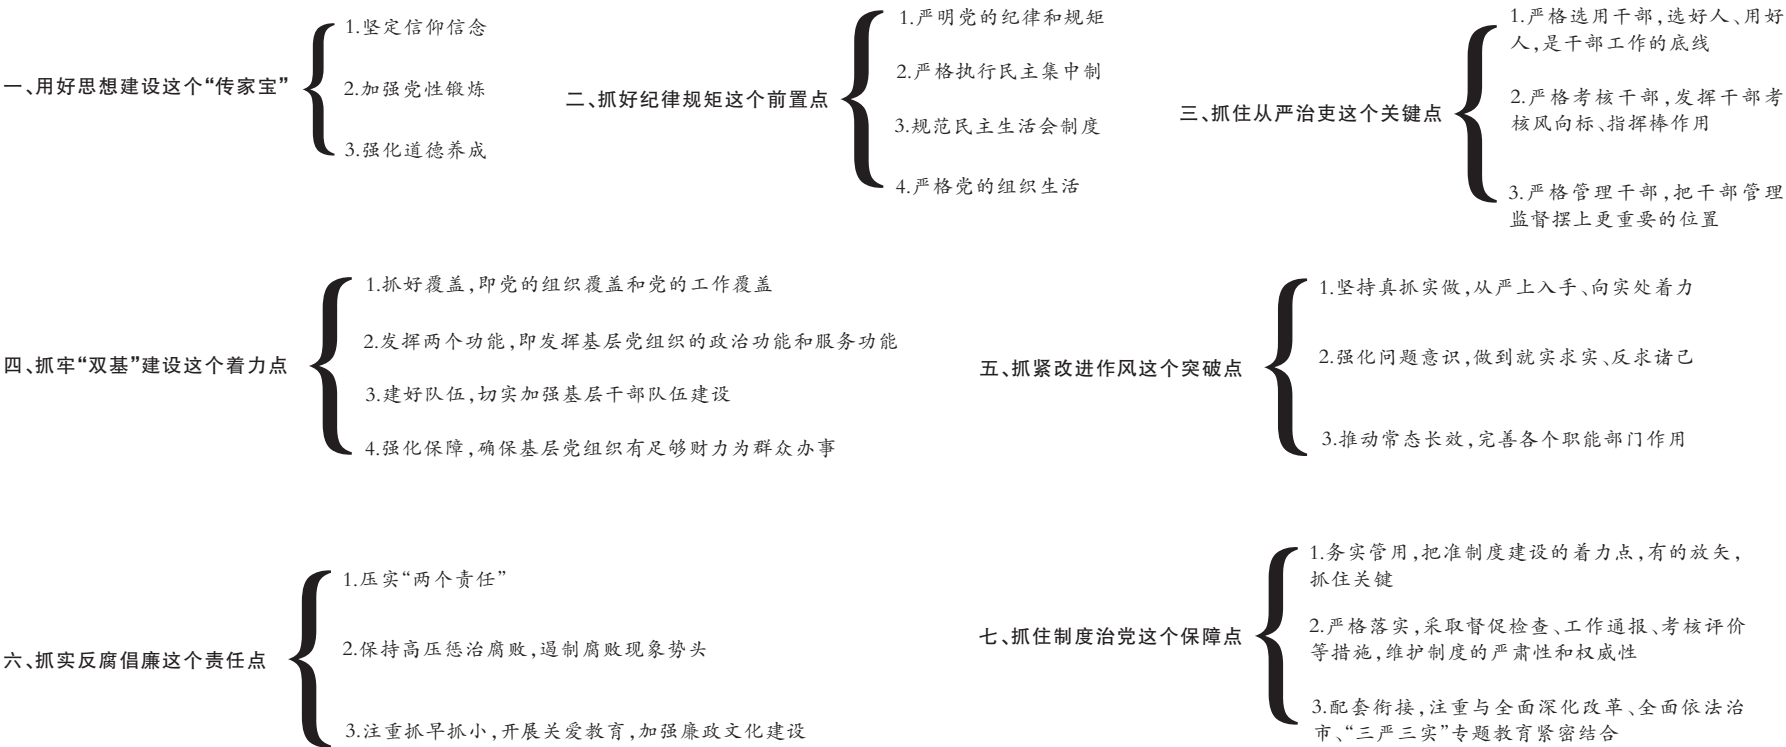 一、用好思想建设这个“传家宝”
1.坚定信仰信念
2.加强党性锻炼
3.强化道德养成
二、抓好纪律规矩这个前置点
1.严明党的纪律和规矩
2.严格执行民主集中制
3.规范民主生活会制度
4.严格党的组织生活
三、抓住从严治吏这个关键点
1.严格选用干部,选好人、用好
人,是干部工作的底线
2.严格考核干部,发挥干部考
核风向标、指挥棒作用
3.严格管理干部,把干部管理
监督摆上更重要的位置
四、抓牢“双基”建设这个着力点
1.抓好覆盖,即党的组织覆盖和党的工作覆盖
2.发挥两个功能,即发挥基层党组织的政治功能和服务功能
3.建好队伍,切实加强基层干部队伍建设
4.强化保障,确保基层党组织有足够财力为群众办事
五、抓紧改进作风这个突破点
1.坚持真抓实做,从严上入手、向实处着力
2.强化问题意识,做到就实求实、反求诸己
3.推动常态长效,完善各个职能部门作用
六、抓实反腐倡廉这个责任点
1.压实“两个责任”
2.保持高压惩治腐败,遏制腐败现象势头
3.注重抓早抓小,开展关爱教育,加强廉政文化建设
七、抓住制度治党这个保障点
1.务实管用,把准制度建设的着力点,有的放矢,
抓住关键
2.严格落实,采取督促检查、工作通报、考核评价
等措施,维护制度的严肃性和权威性
3.配套衔接,注重与全面深化改革、全面依法治
市、“三严三实”专题教育紧密结合